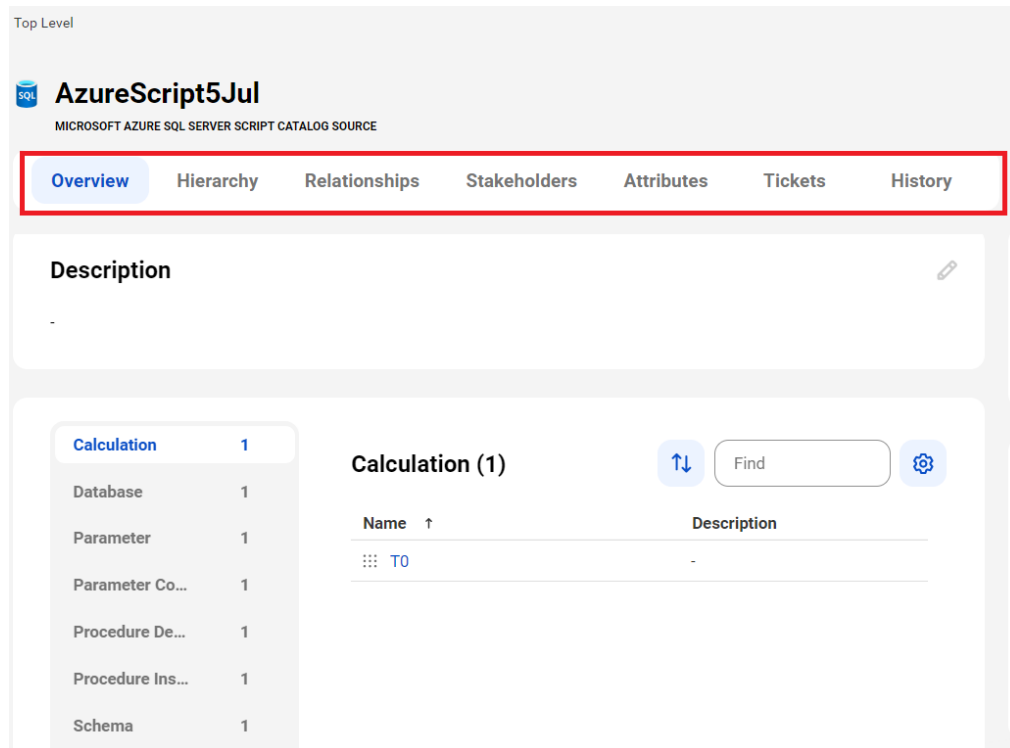 Top Level
SQL
AzureScript5Jul
MICROSOFT AZURE SQL SERVER SCRIPT CATALOG SOURCE
Overview Hierarchy Relationships Stakeholders Attributes Tickets History
Description
-
Calculation 1
Database 1
Parameter 1
Parameter Co... 1
Procedure De... 1
Procedure Ins... 1
Schema 1
Calculation (1) Find
Name ↑ Description
T0 -